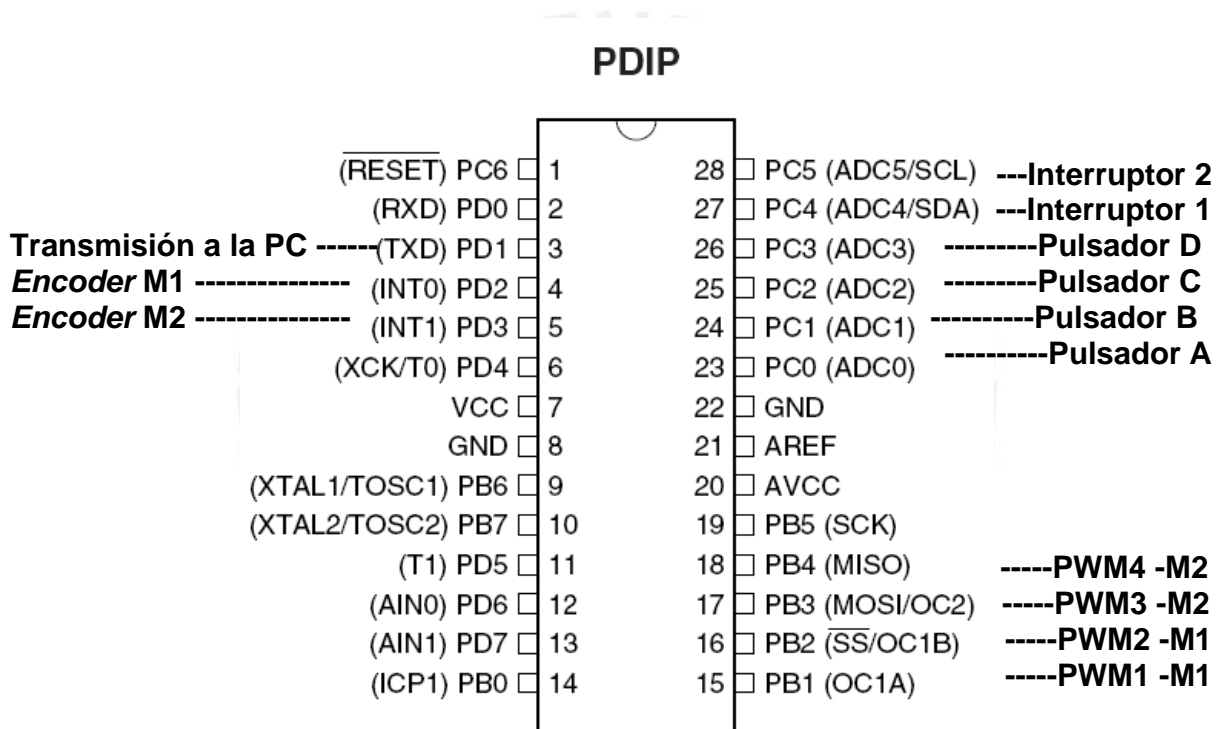 PDIP
(RESET) PC6 1 28 PC5 (ADC5/SCL) ---Interruptor 2
(RXD) PD0 2 27 PC4 (ADC4/SDA) ---Interruptor 1
Transmisión a la PC ------(TXD) PD1 3 26 PC3 (ADC3) ---------Pulsador D
Encoder M1 --------------- (INT0) PD2 4 25 PC2 (ADC2) ---------Pulsador C
Encoder M2 --------------- (INT1) PD3 5 24 PC1 (ADC1) ----------Pulsador B
(XCK/T0) PD4 6 23 PC0 (ADC0) ----------Pulsador A
VCC 7 22 GND
GND 8 21 AREF
(XTAL1/TOSC1) PB6 9 20 AVCC
(XTAL2/TOSC2) PB7 10 19 PB5 (SCK)
(T1) PD5 11 18 PB4 (MISO) -----PWM4 -M2
(AIN0) PD6 12 17 PB3 (MOSI/OC2) -----PWM3 -M2
(AIN1) PD7 13 16 PB2 (SS/OC1B) -----PWM2 -M1
(ICP1) PB0 14 15 PB1 (OC1A) -----PWM1 -M1